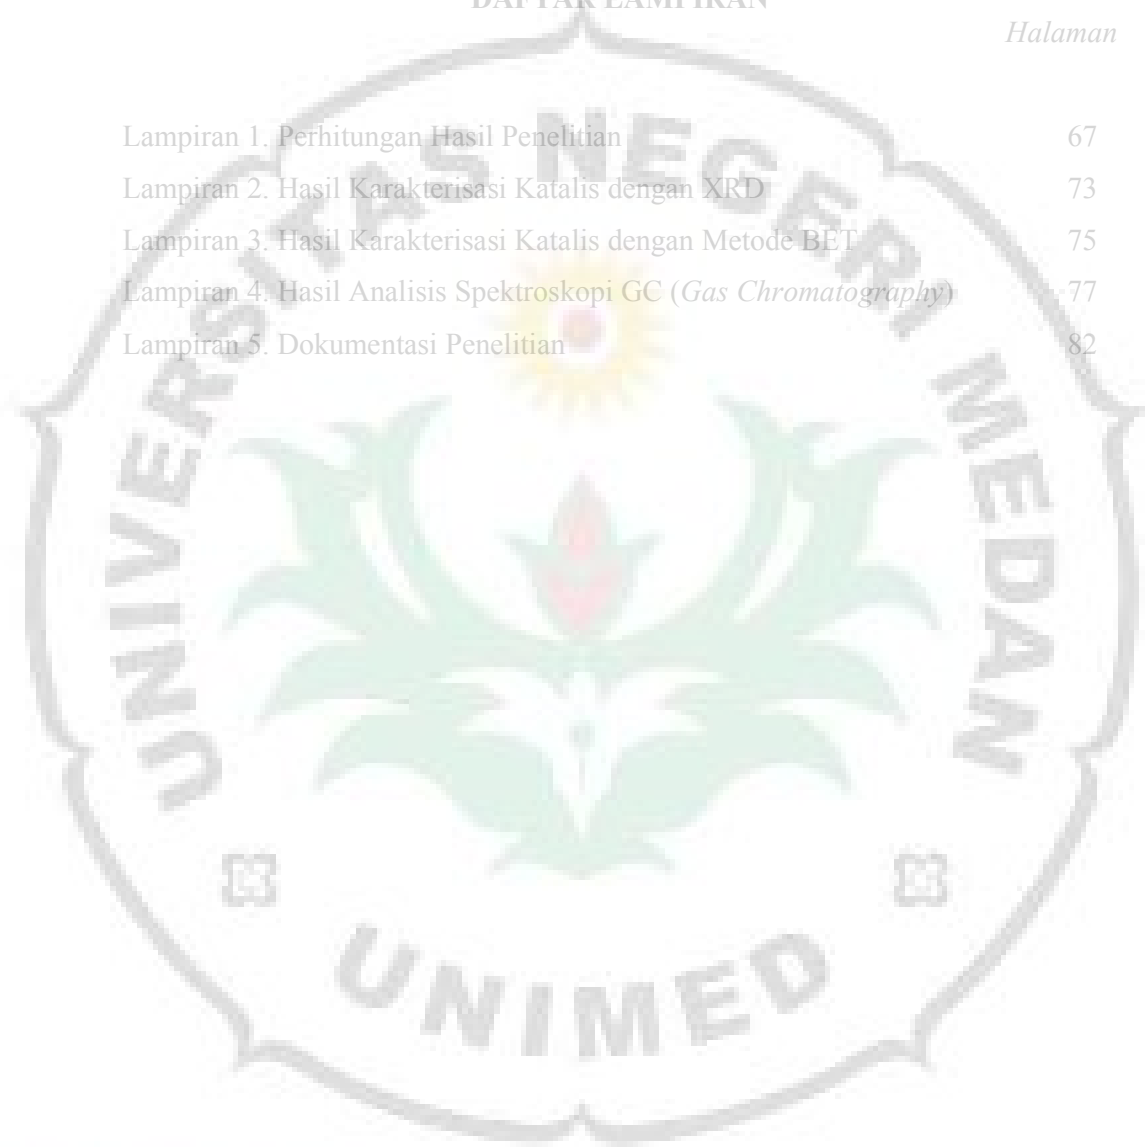 DAFTAR LAMPIRAN
Halaman
Lampiran 1. Perhitungan Hasil Penelitian 67
Lampiran 2. Hasil Karakterisasi Katalis dengan XRD 73
Lampiran 3. Hasil Karakterisasi Katalis dengan Metode BET 75
Lampiran 4. Hasil Analisis Spektroskopi GC (Gas Chromatography) 77
Lampiran 5. Dokumentasi Penelitian 82
UNIVERSITAS NEGERI MEDAN
UNIMED